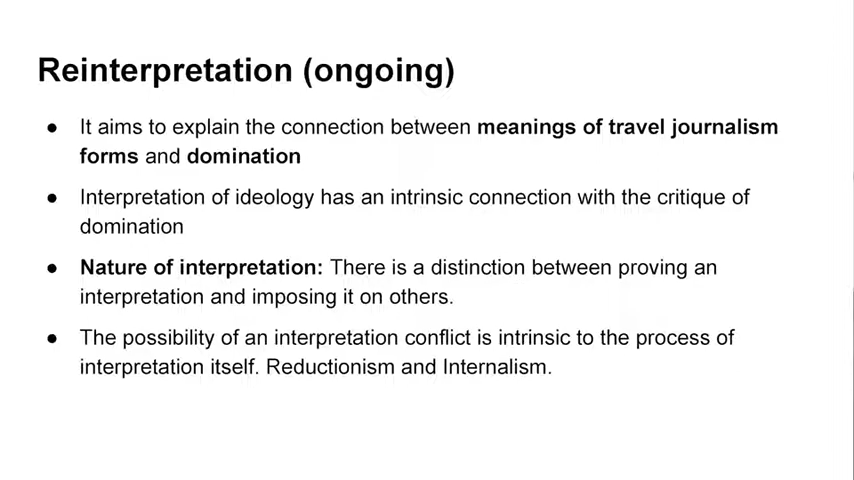 Reinterpretation (ongoing)
● It aims to explain the connection between meanings of travel journalism
forms and domination
● Interpretation of ideology has an intrinsic connection with the critique of
domination
● Nature of interpretation: There is a distinction between proving an
interpretation and imposing it on others.
● The possibility of an interpretation conflict is intrinsic to the process of
interpretation itself. Reductionism and Internalism.